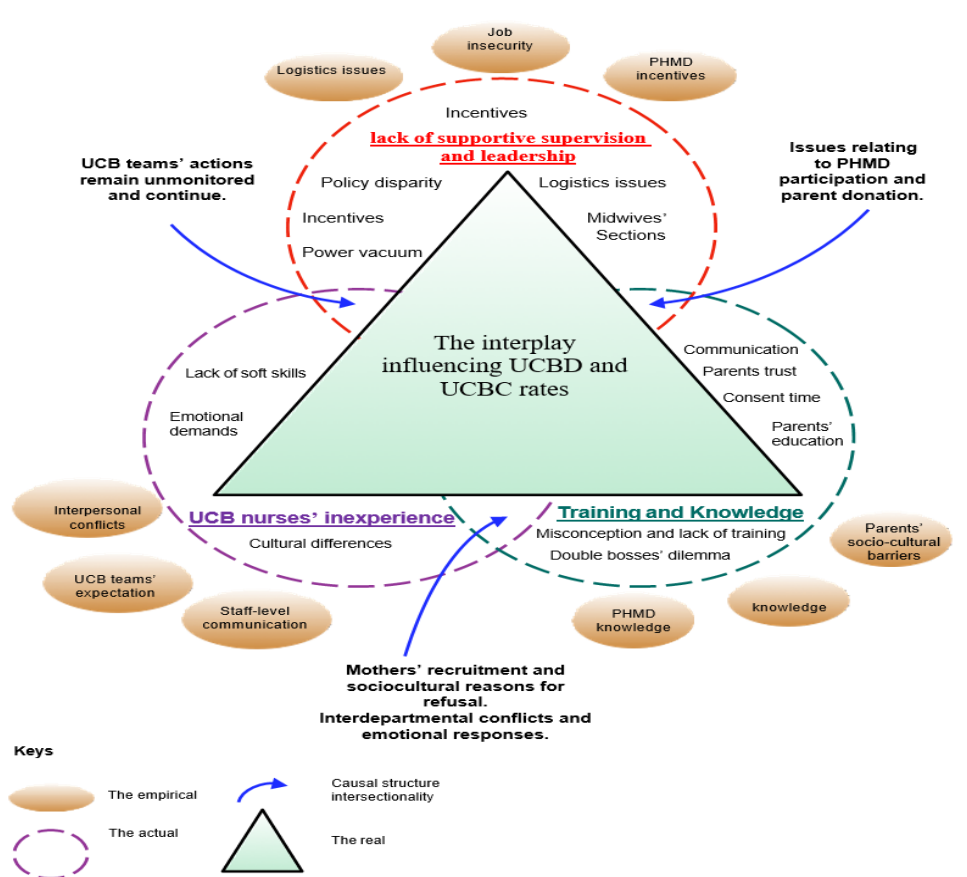 Job
insecurity
Logistics issues
PHMD
incentives
Incentives
lack of supportive supervision
and leadership
UCB teams' actions
remain unmonitored
and continue.
Issues relating
to PHMD
participation and
parent donation.
Policy disparity
Logistics issues
Incentives
Midwives'
Sections
Power vacuum
The interplay
influencing UCBD and
UCBC rates
Communication
Parents trust
Consent time
Parents'
education
Lack of soft skills
Emotional
demands
Interpersonal
conflicts
UCB nurses' inexperience
Cultural differences
Training and Knowledge
Misconception and lack of training
Double bosses' dilemma
Parents'
socio-cultural
barriers
UCB teams'
expectation
Staff-level
communication
PHMD
knowledge
knowledge
Mothers' recruitment and
sociocultural reasons for
refusal.
Interdepartmental conflicts and
emotional responses.
Keys
The empirical
Causal structure
intersectionality
The actual
The real